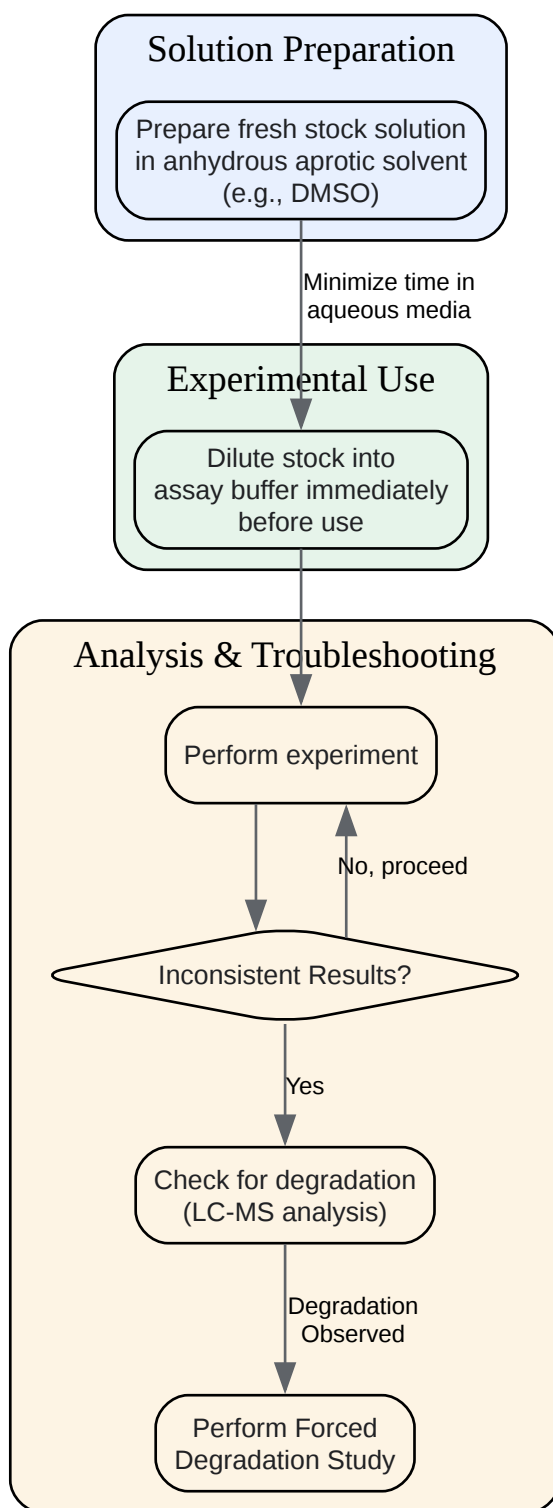 Solution Preparation
Prepare fresh stock solution
in anhydrous aprotic solvent
(e.g., DMSO)
Minimize time in
aqueous media
Experimental Use
Dilute stock into
assay buffer immediately
before use
Analysis & Troubleshooting
Perform experiment
No, proceed
Inconsistent Results?
Yes
Check for degradation
(LC-MS analysis)
Degradation
Observed
Perform Forced
Degradation Study